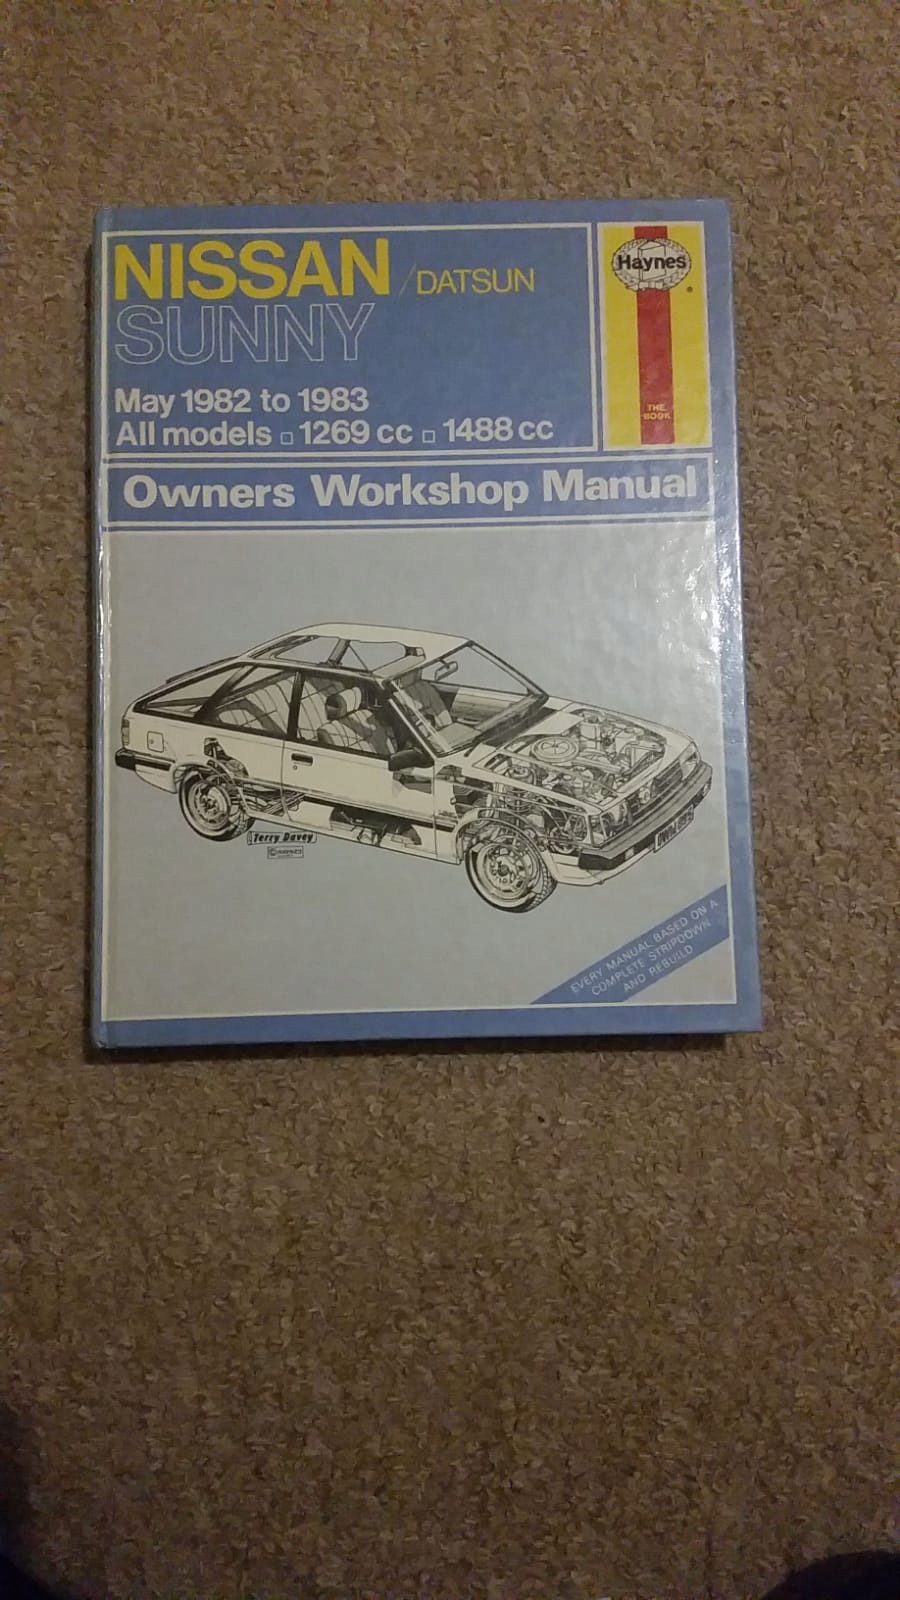 NISSAN /DATSUN
SUNNY
May 1982 to 1983
All models □ 1269 cc □ 1488 cc
Haynes
®
THE
BOOK
Owners Workshop Manual
Terry Davey
© HAYNES
EVERY MANUAL BASED ON A
COMPLETE STRIPDOWN
AND REBUILD